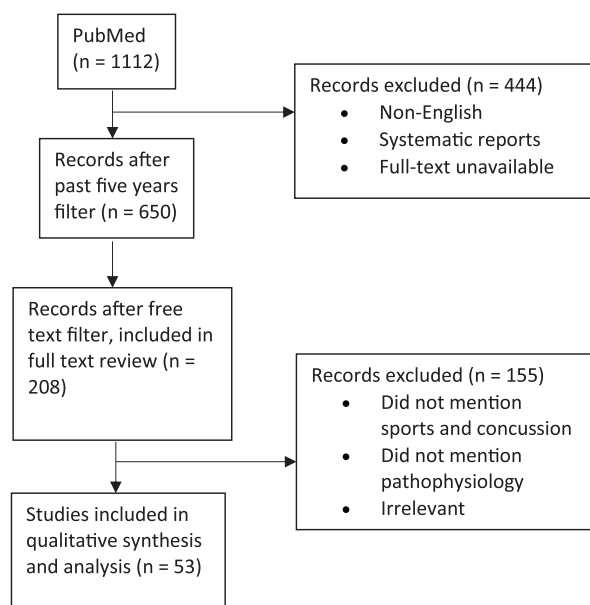 PubMed
(n = 1112)
Records excluded (n = 444)
• Non-English
• Systematic reports
• Full-text unavailable
Records after
past five years
filter (n = 650)
Records after free
text filter, included in
full text review (n =
208)
Records excluded (n = 155)
• Did not mention
sports and concussion
• Did not mention
pathophysiology
• Irrelevant
Studies included in
qualitative synthesis
and analysis (n = 53)